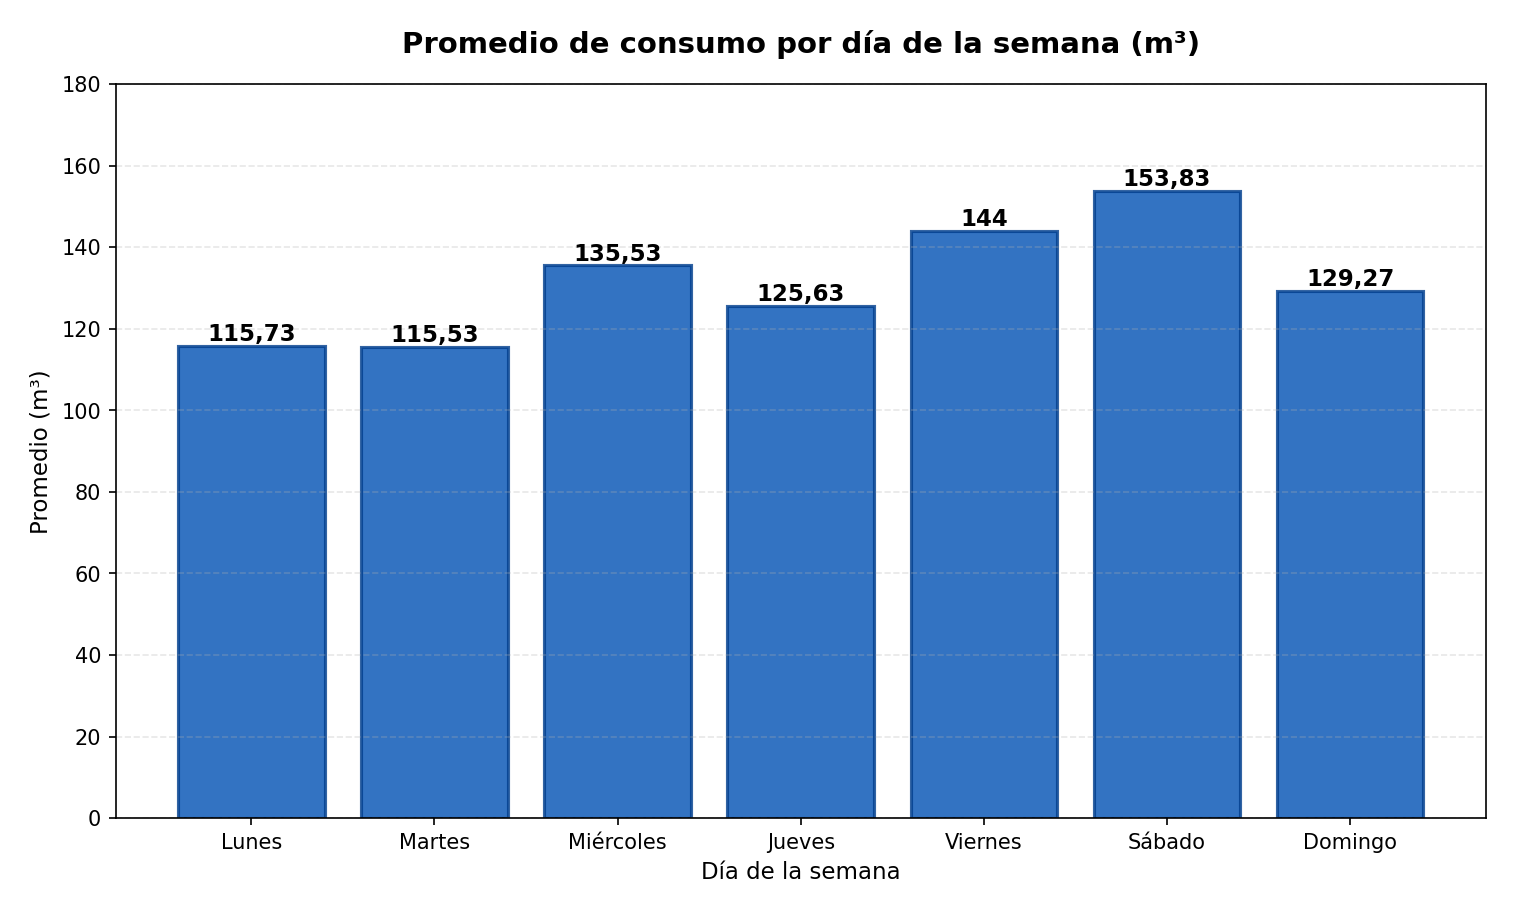 Promedio de consumo por día de la semana (m³)
180
160
140
120
100
80
60
40
20
0
Promedio (m³)
115,73
115,53
135,53
125,63
144
153,83
129,27
Lunes
Martes
Miércoles
Jueves
Viernes
Sábado
Domingo
Día de la semana